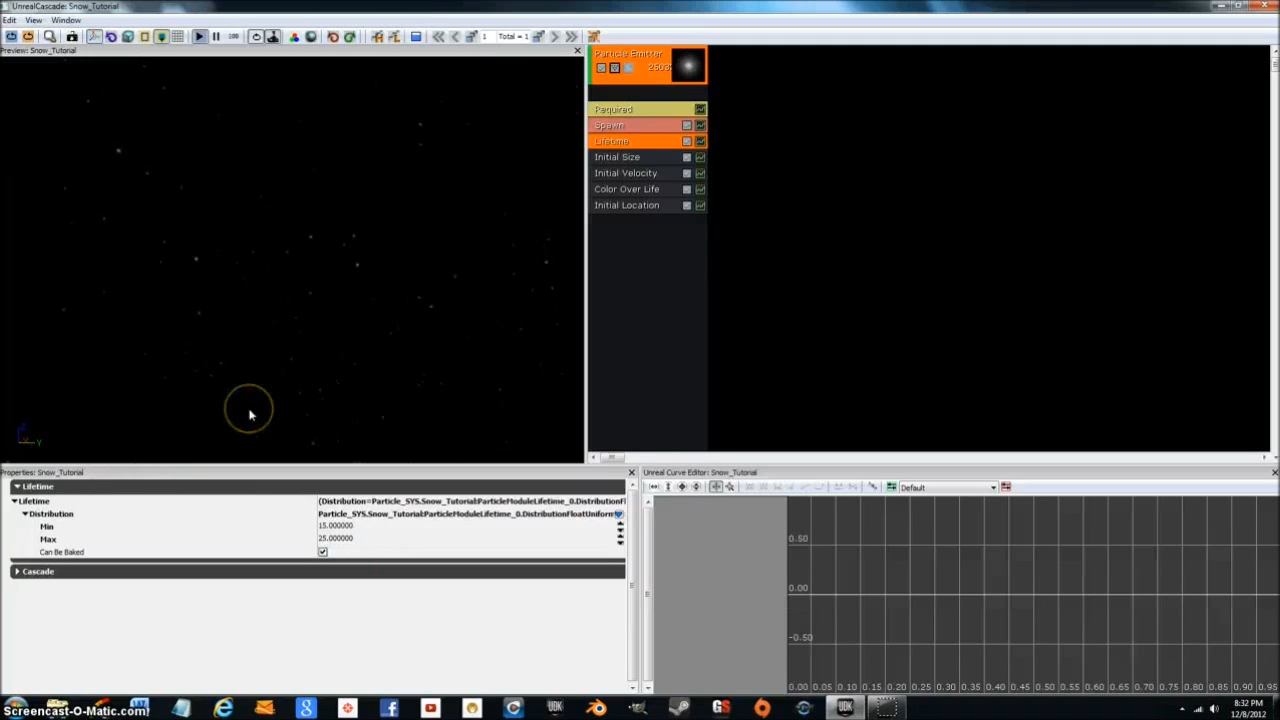 UnrealCascade: Snow_Tutorial
Edit View Window
100 1 Total = 1
Preview: Snow_Tutorial
Particle Emitter
2503
Required
Spawn
Lifetime
Initial Size
Initial Velocity
Color Over Life
Initial Location
Properties: Snow_Tutorial
Lifetime
Lifetime (Distribution=Particle_SYS.Snow_Tutorial:ParticleModuleLifetime_0.DistributionFl
Distribution Particle_SYS.Snow_Tutorial:ParticleModuleLifetime_0.DistributionFloatUniform
Min 15.000000
Max 25.000000
Can Be Baked
Cascade
Unreal Curve Editor: Snow_Tutorial
Default
0.50
0.00
-0.50
0.00 0.05 0.10 0.15 0.20 0.25 0.30 0.35 0.40 0.45 0.50 0.55 0.60 0.65 0.70 0.75 0.80 0.85 0.90 0.95
Screencast-O-Matic.com
8:32 PM
12/8/2012